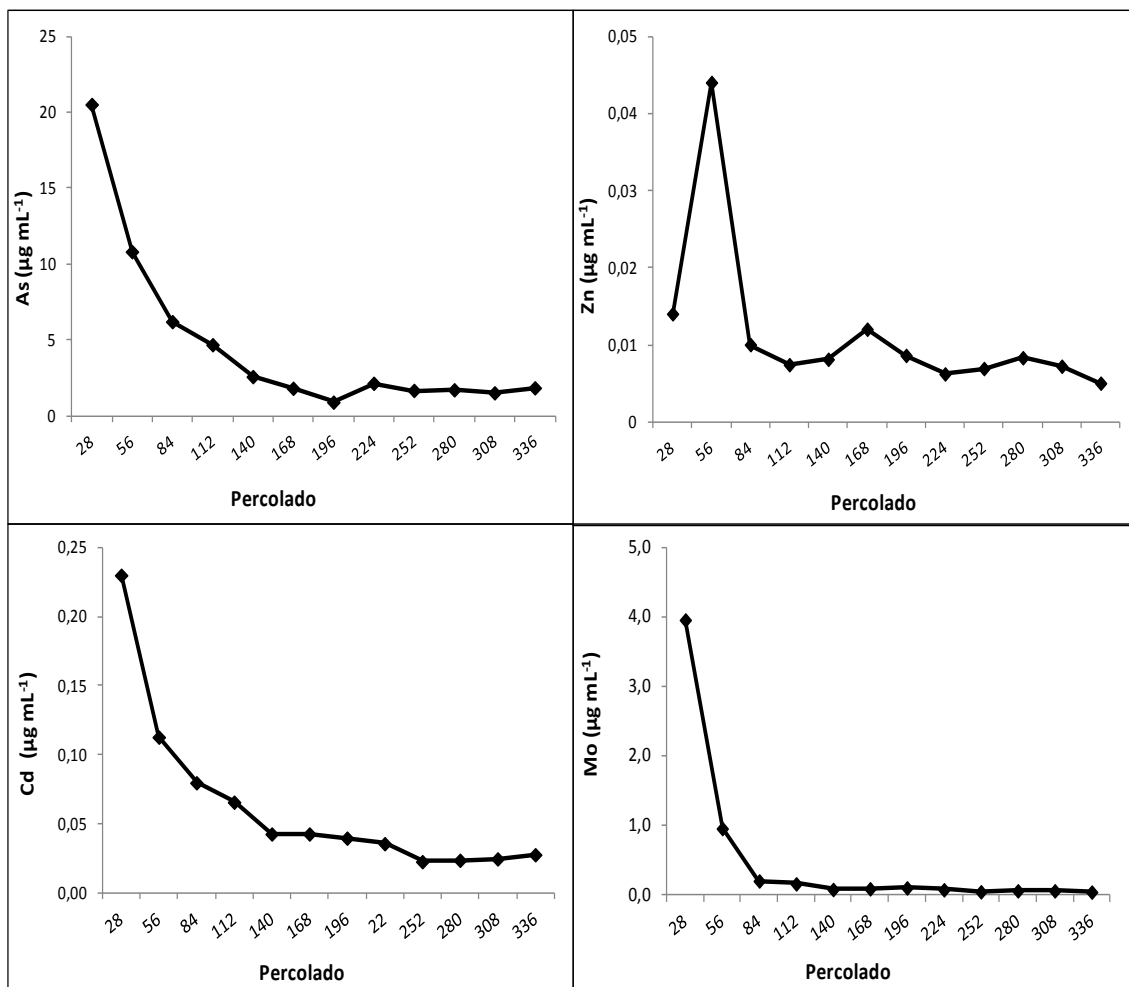 25
20
15
10
5
0
As (µg mL-1)
28 56 84 112 140 168 196 224 252 280 308 336
Percolado
0,05
0,04
0,03
0,02
0,01
0
Zn (µg mL-1)
28 56 84 112 140 168 196 224 252 280 308 336
Percolado
0,25
0,20
0,15
0,10
0,05
0,00
Cd (µg mL-1)
28 56 84 112 140 168 196 22 252 280 308 336
Percolado
5,0
4,0
3,0
2,0
1,0
0,0
Mo (µg mL-1)
28 56 84 112 140 168 196 224 252 280 308 336
Percolado